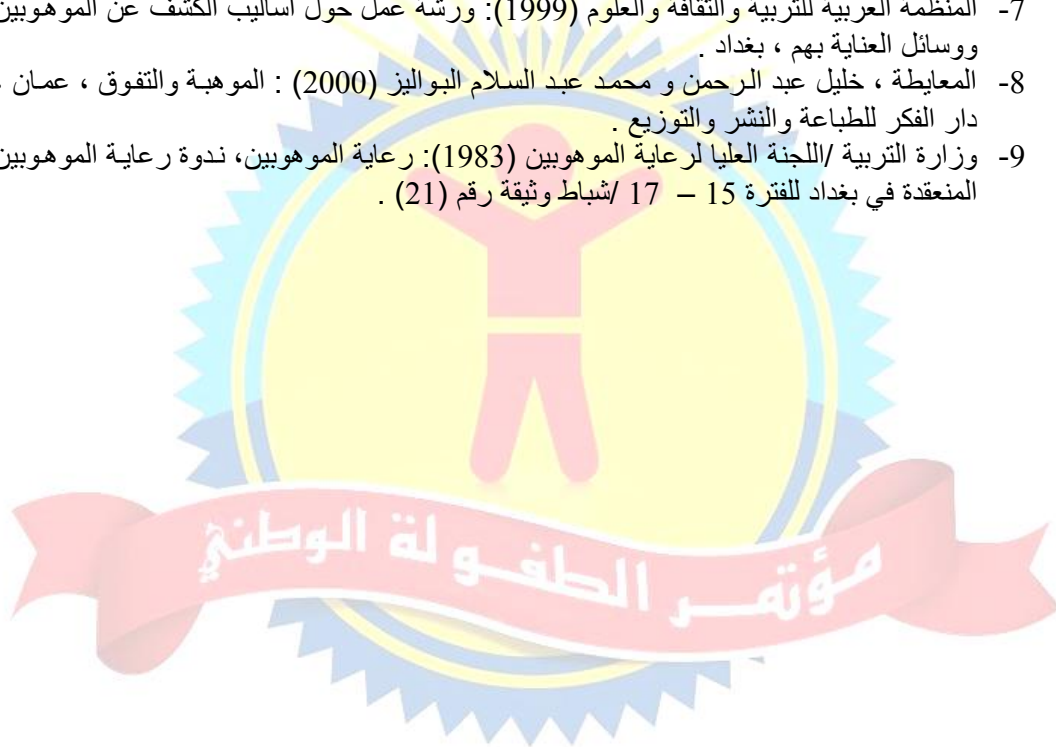 7- المنظمة العربية للتربية والثقافة والعلوم (1999): ورشة عمل حول اساليب الكشف عن الموهوبين
ووسائل العناية بهم ، بغداد .
8- المعايطة ، خليل عبد الرحمن و محمد عبد السلام البواليز (2000) : الموهبة والتفوق ، عمان ،
دار الفكر للطباعة والنشر والتوزيع .
9- وزارة التربية /اللجنة العليا لرعاية الموهوبين (1983): رعاية الموهوبين، ندوة رعاية الموهوبين
المنعقدة في بغداد للفترة 15 – 17 /شباط وثيقة رقم (21) .
مؤتمر الطفولة الوطني